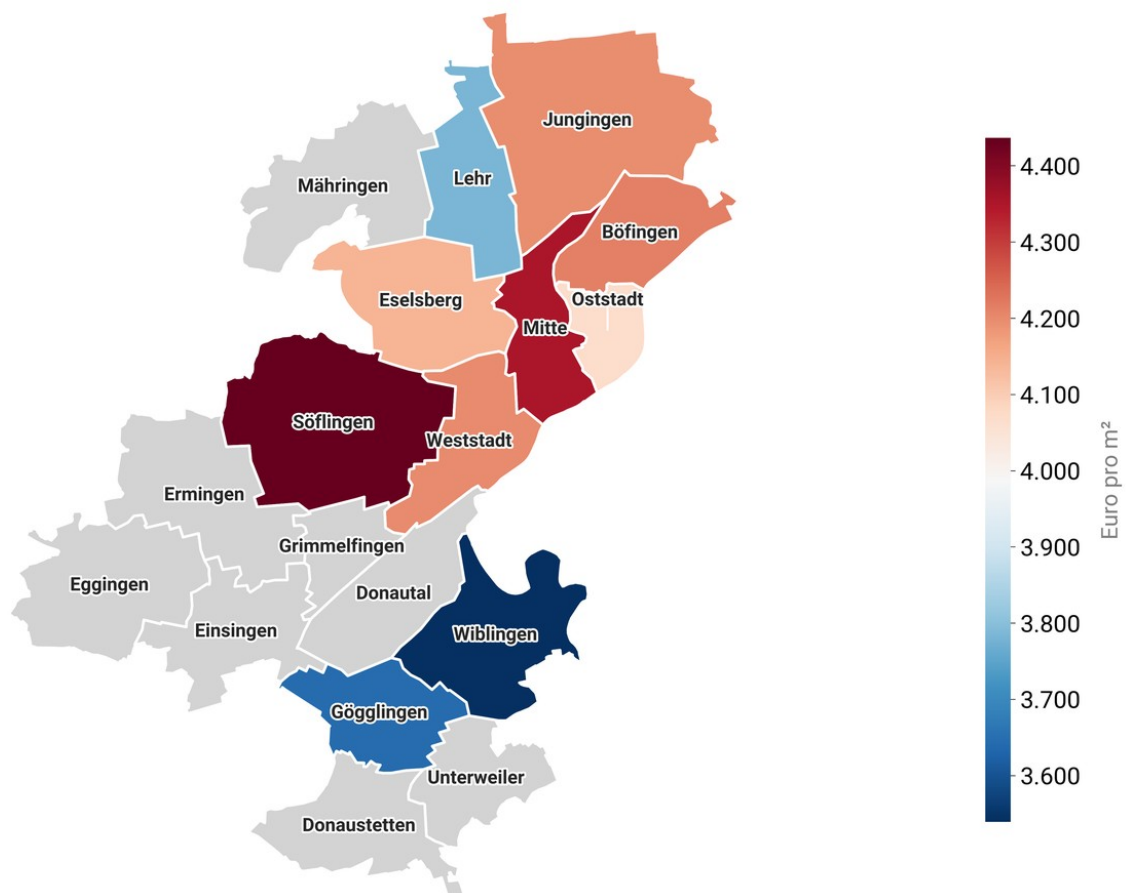 Jungingen
Lehr
Mähringen
Böfingen
Eselsberg
Oststadt
Mitte
Söflingen
Weststadt
Ermingen
Grimmelfingen
Eggingen
Donautal
Einsingen
Wiblingen
Gögglingen
Unterweiler
Donaustetten
4.400
4.300
4.200
4.100
4.000
3.900
3.800
3.700
3.600
Euro pro m²